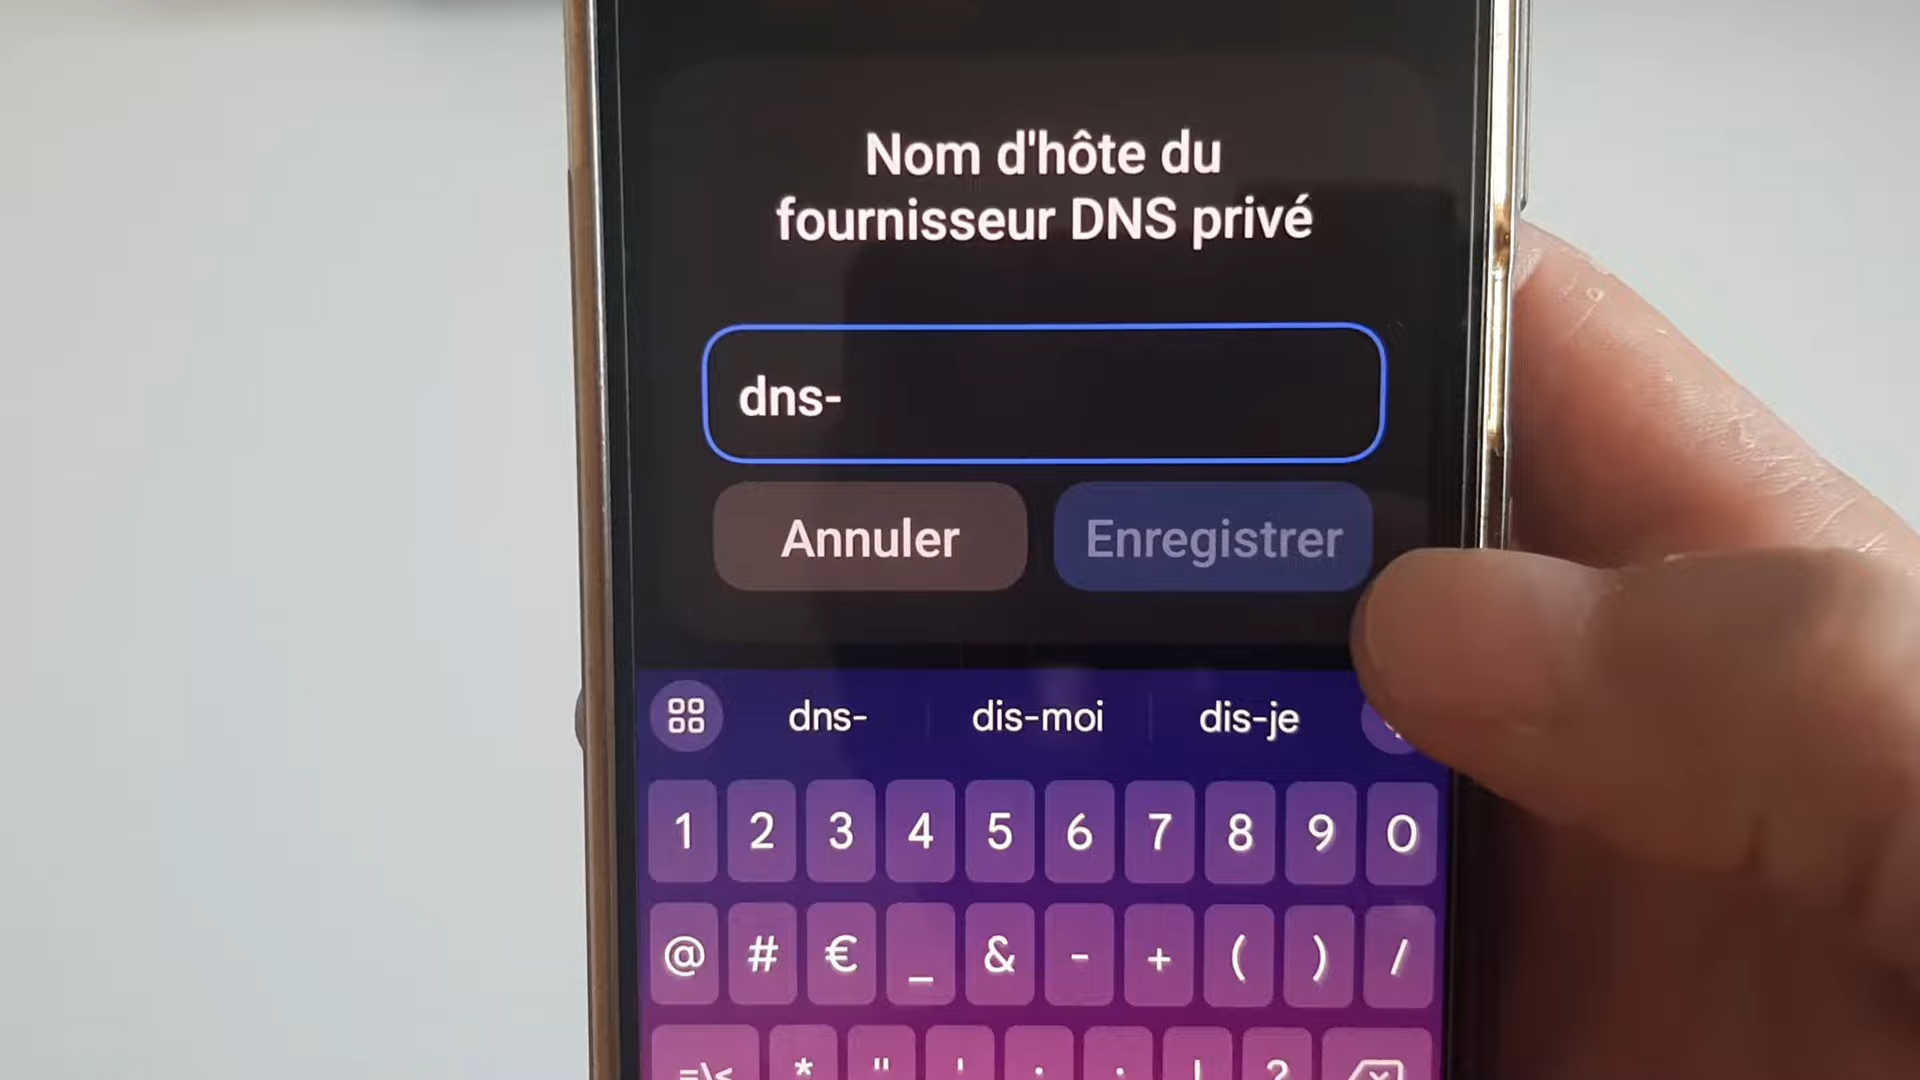 Nom d'hôte du
fournisseur DNS privé
dns-
Annuler Enregistrer
dns- dis-moi dis-je
1 2 3 4 5 6 7 8 9 0
@ # € _ & - + ( ) /
=\< * " ' : ; ! ?